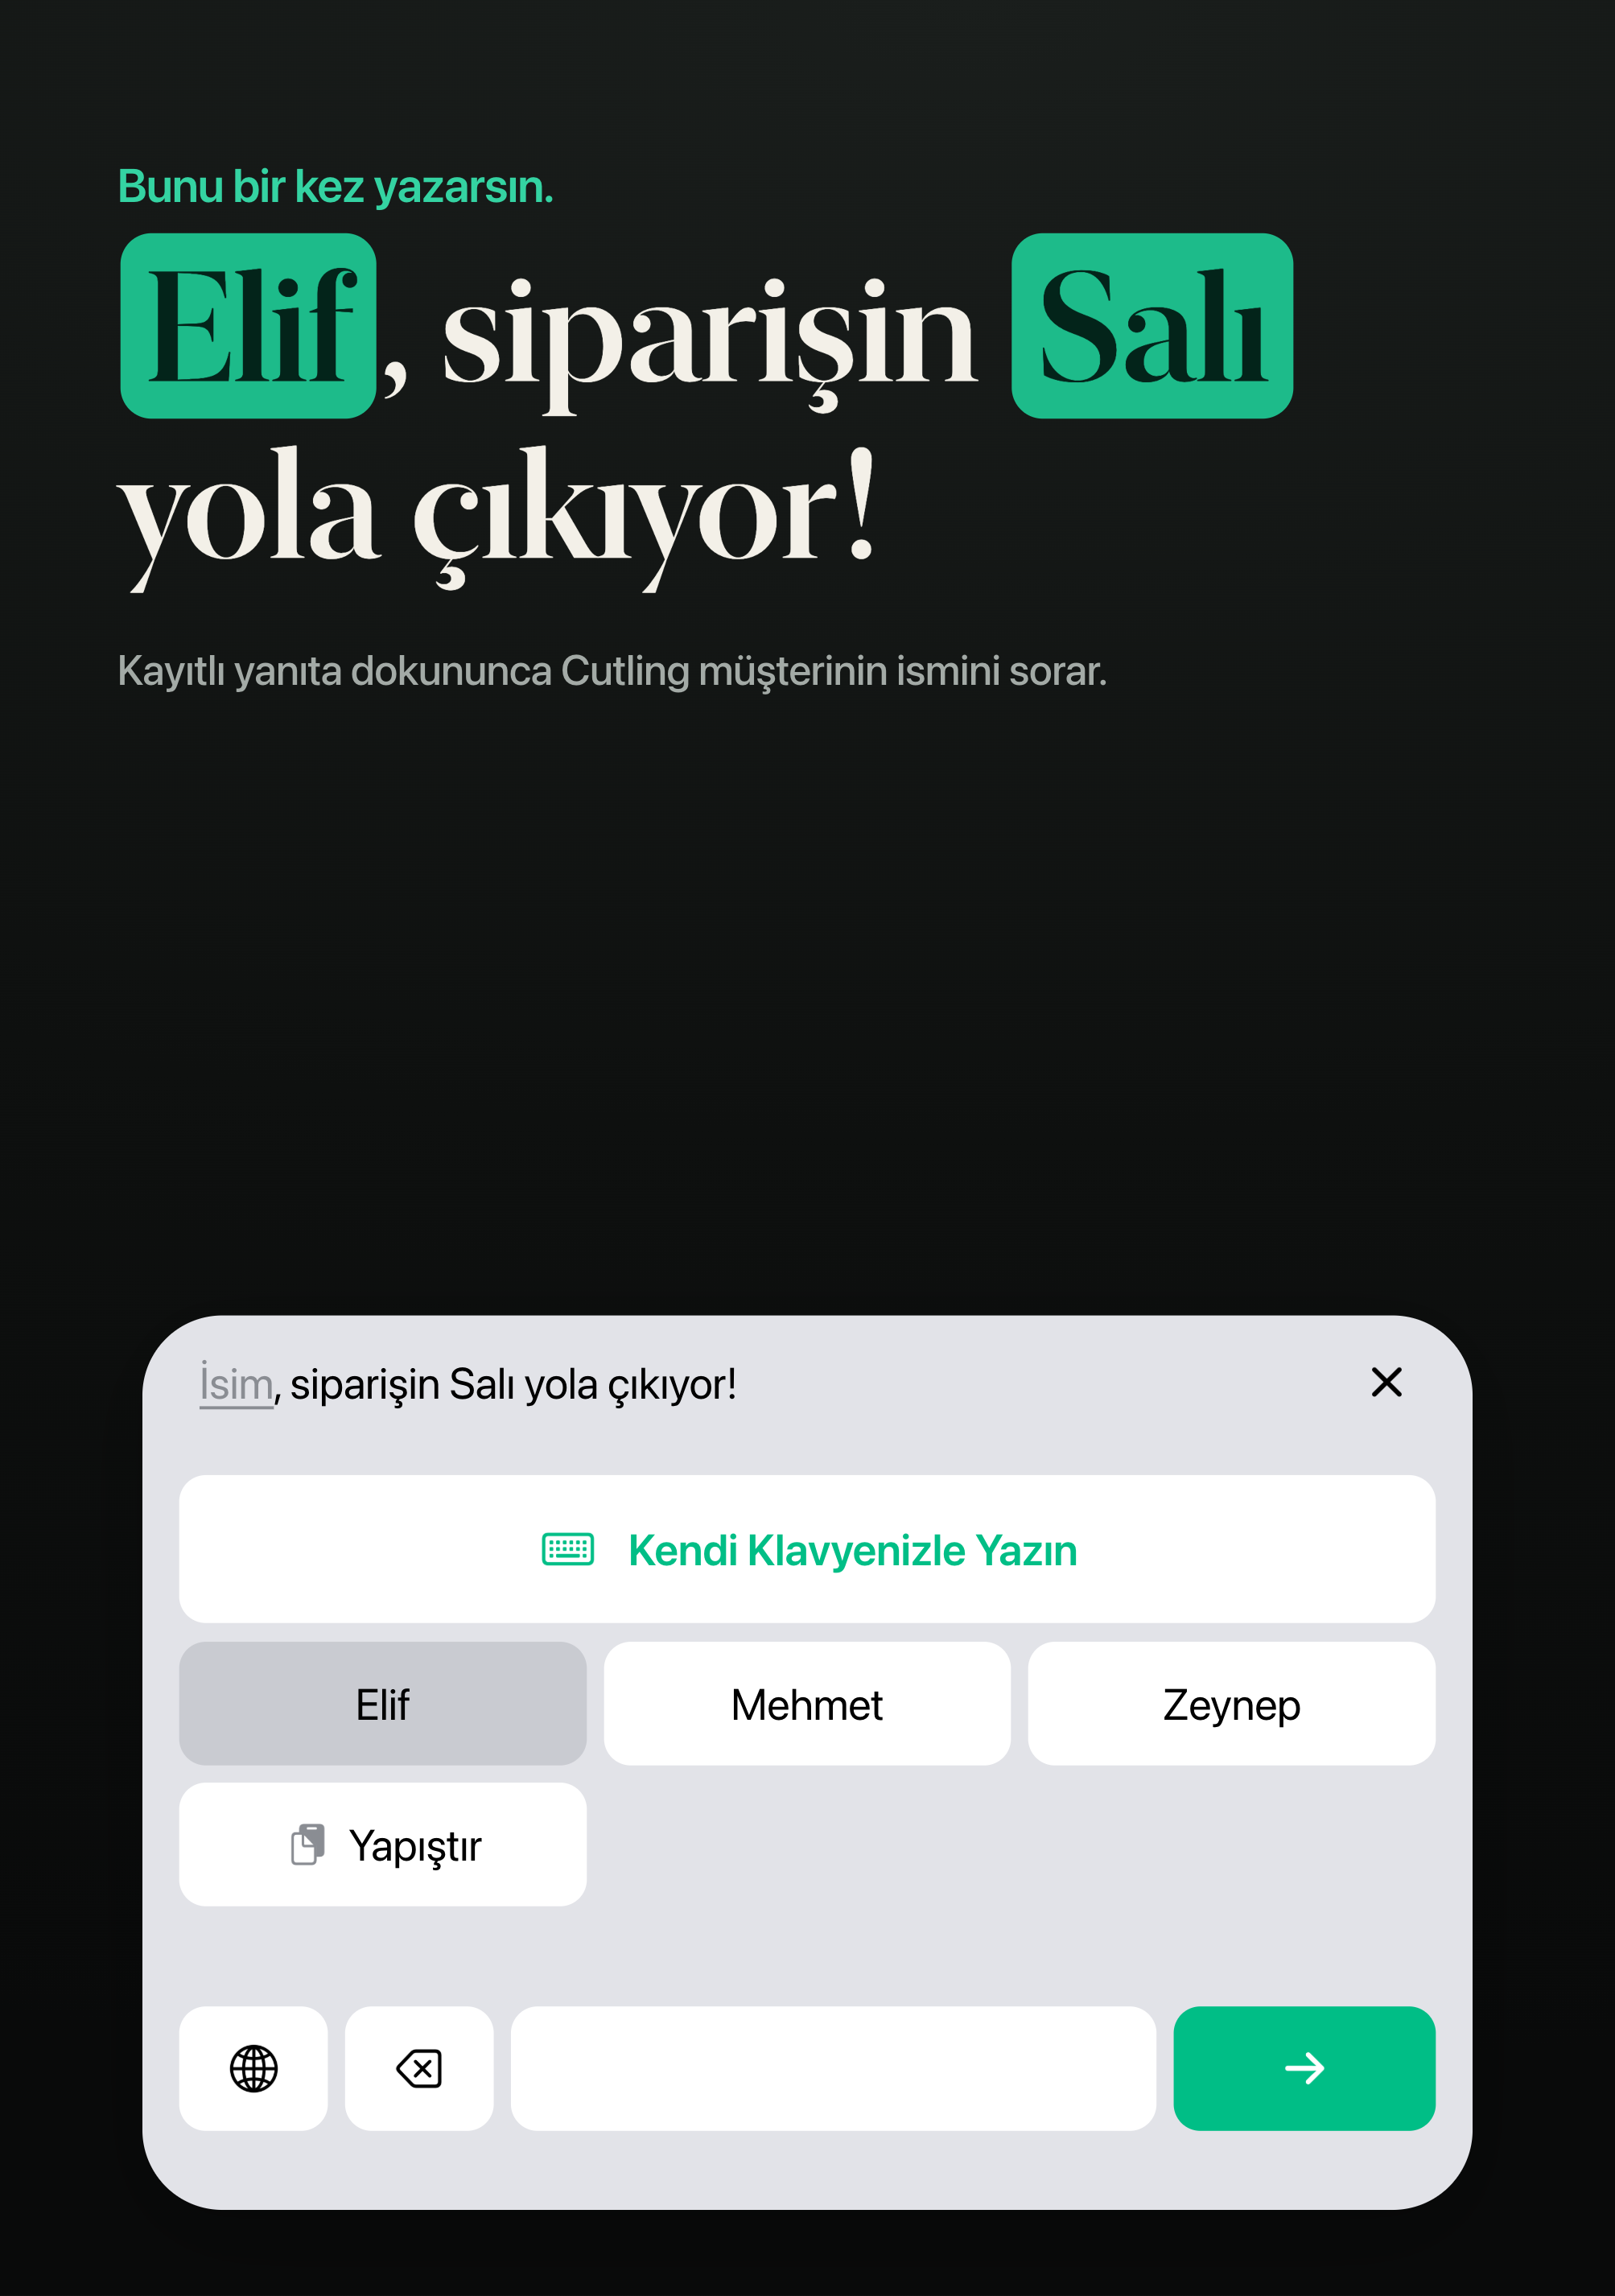 Bunu bir kez yazarsın.
Elif, siparişin Salı
yola çıkıyor!
Kayıtlı yanıta dokununca Cutling müşterinin ismini sorar.
İsim, siparişin Salı yola çıkıyor!
Kendi Klavyenizle Yazın
Elif
Mehmet
Zeynep
Yapıştır